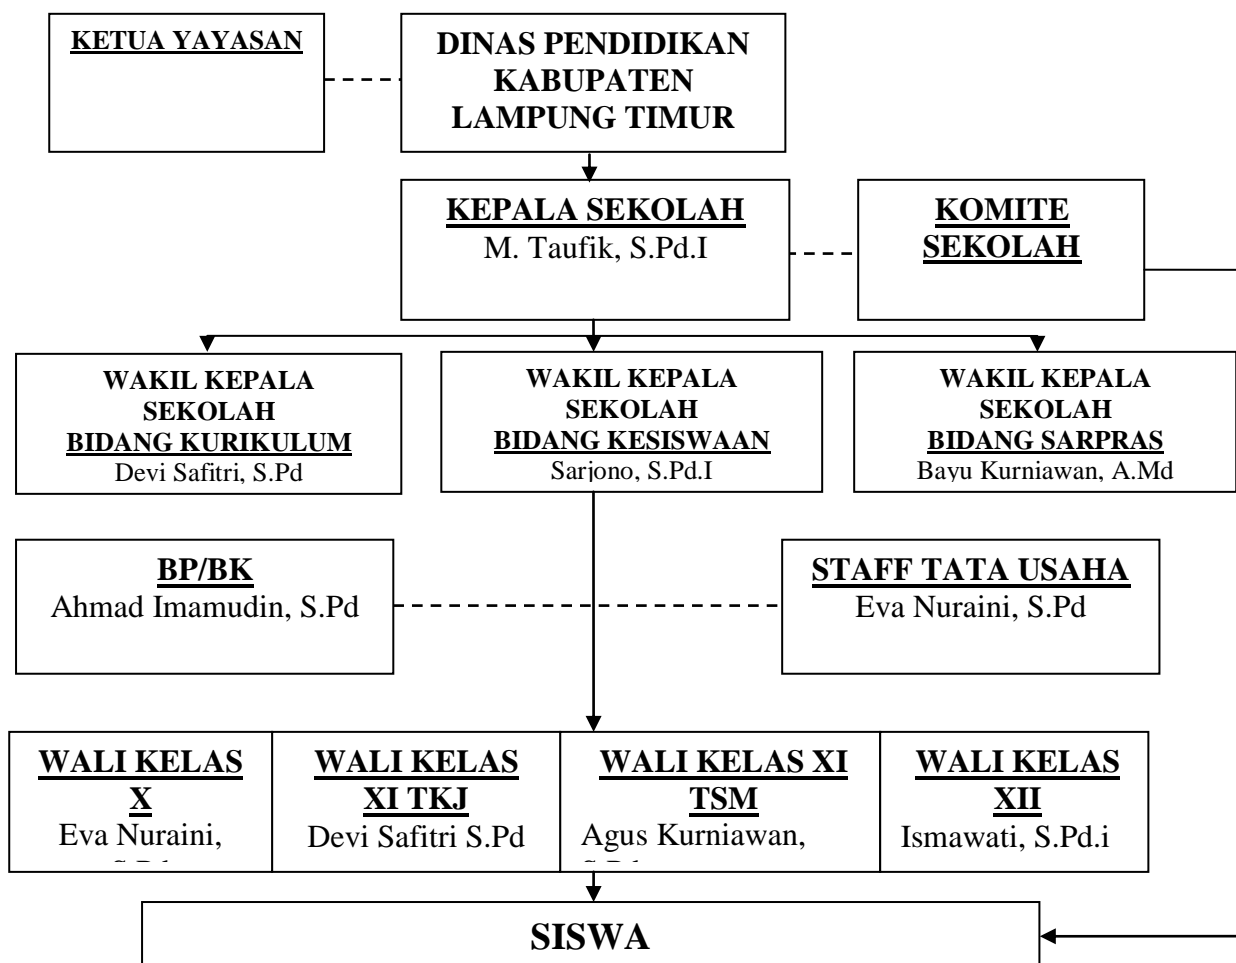 KETUA YAYASAN
DINAS PENDIDIKAN
KABUPATEN
LAMPUNG TIMUR
KEPALA SEKOLAH
M. Taufik, S.Pd.I
KOMITE
SEKOLAH
WAKIL KEPALA
SEKOLAH
BIDANG KURIKULUM
Devi Safitri, S.Pd
WAKIL KEPALA
SEKOLAH
BIDANG KESISWAAN
Sarjono, S.Pd.I
WAKIL KEPALA
SEKOLAH
BIDANG SARPRAS
Bayu Kurniawan, A.Md
BP/BK
Ahmad Imamudin, S.Pd
STAFF TATA USAHA
Eva Nuraini, S.Pd
WALI KELAS
X
Eva Nuraini,
WALI KELAS
XI TKJ
Devi Safitri S.Pd
WALI KELAS XI
TSM
Agus Kurniawan,
WALI KELAS
XII
Ismawati, S.Pd.i
SISWA